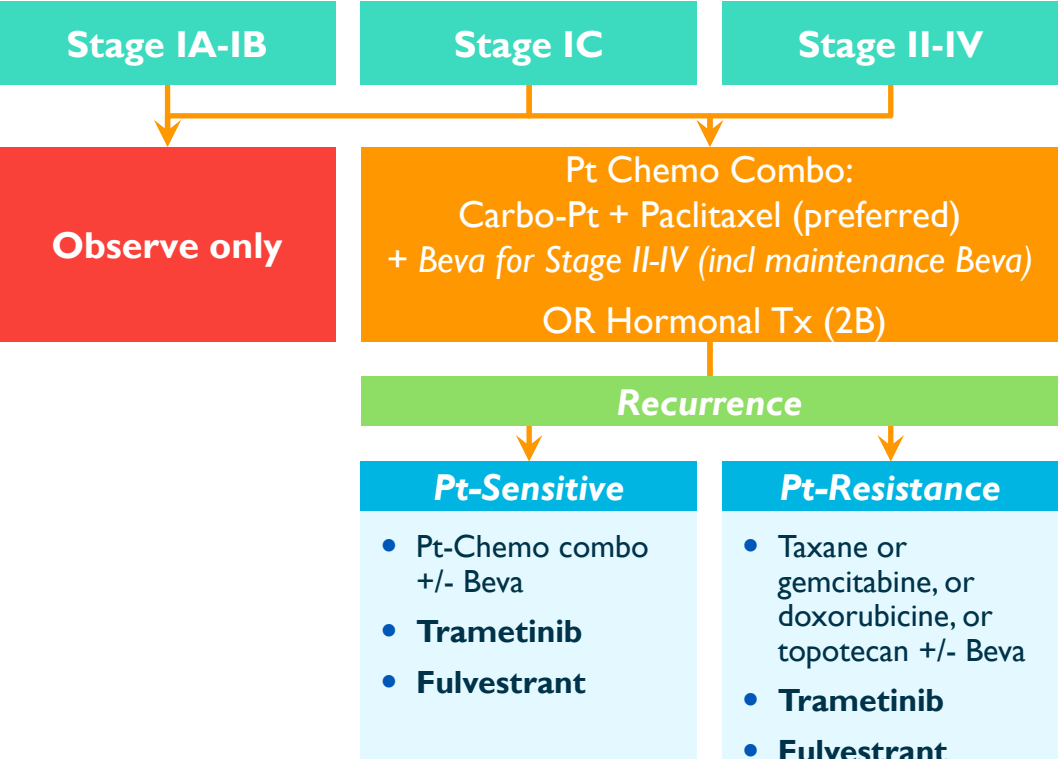 Stage IA-IB
Stage IC
Stage II-IV
Observe only
Pt Chemo Combo:
Carbo-Pt + Paclitaxel (preferred)
+ Beva for Stage II-IV (incl maintenance Beva)
OR Hormonal Tx (2B)
Recurrence
Pt-Sensitive
• Pt-Chemo combo
+/- Beva
• Trametinib
• Fulvestrant
Pt-Resistance
• Taxane or
gemcitabine, or
doxorubicine, or
topotecan +/- Beva
• Trametinib
• Fulvestrant